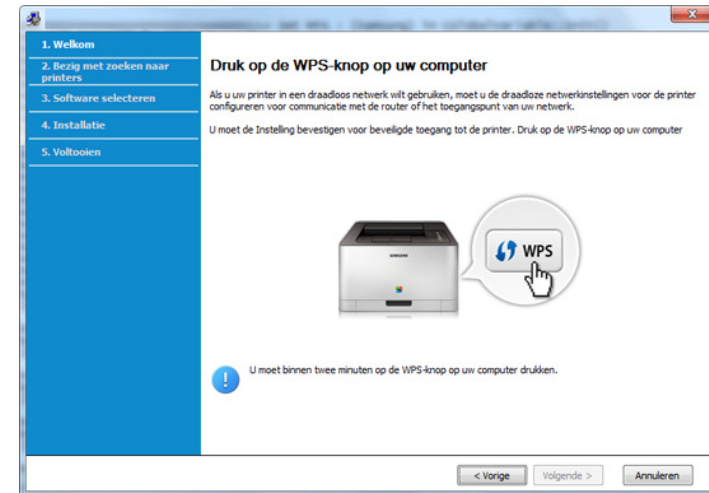 1. Welkom
2. Bezig met zoeken naar
printers
3. Software selecteren
4. Installatie
5. Voltooien
Druk op de WPS-knop op uw computer
Als u uw printer in een draadloos netwerk wilt gebruiken, moet u de draadloze netwerkinstellingen voor de printer
configureren voor communicatie met de router of het toegangspunt van uw netwerk.
U moet de Instelling bevestigen voor beveiligde toegang tot de printer. Druk op de WPS-knop op uw computer
SAMSUNG
WPS
U moet binnen twee minuten op de WPS-knop op uw computer drukken.
< Vorige
Volgende >
Annuleren